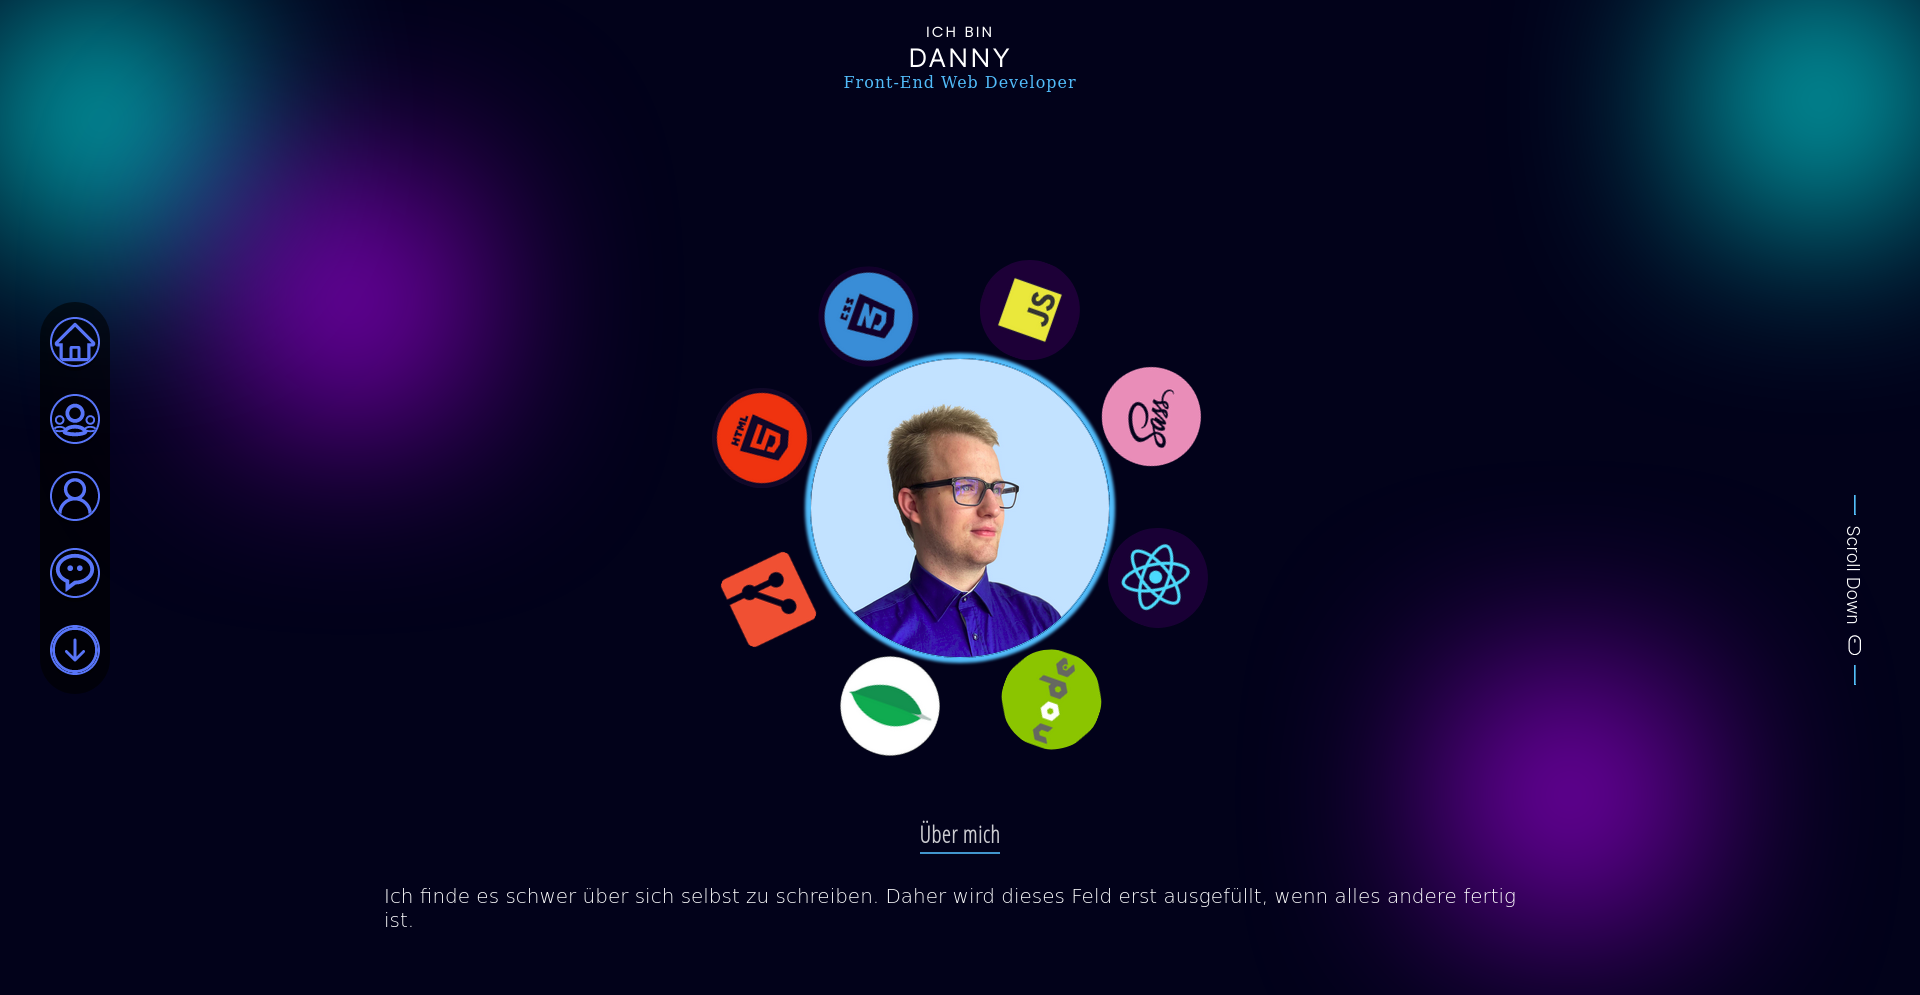 ICH BIN
DANNY
Front-End Web Developer
CSS
JS
HTML
5
Sass
node
Scroll Down
Über mich
Ich finde es schwer über sich selbst zu schreiben. Daher wird dieses Feld erst ausgefüllt, wenn alles andere fertig
ist.